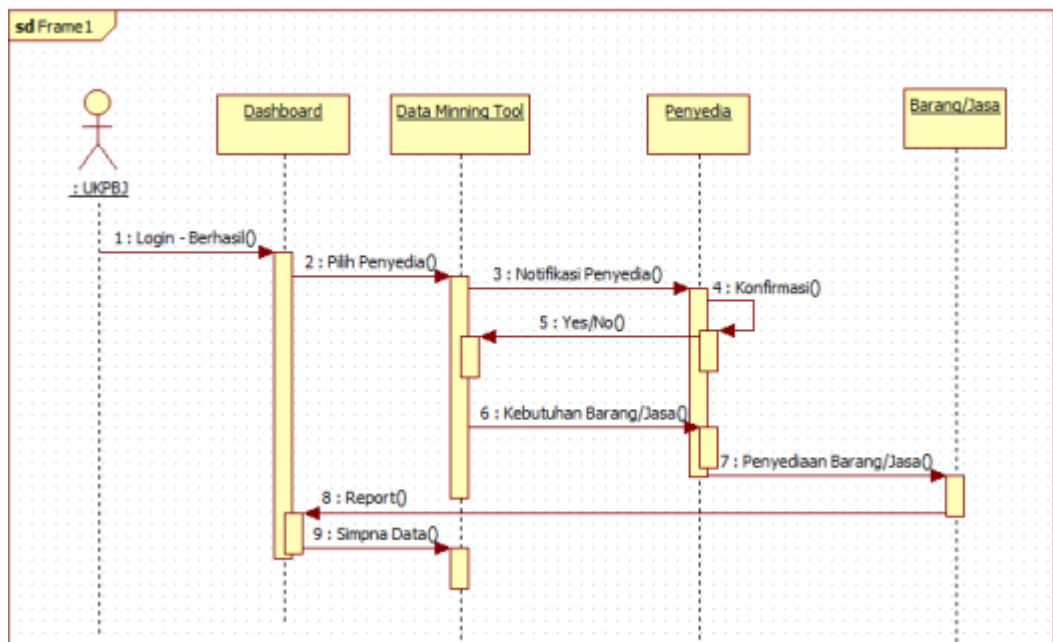 sd Frame1
Dashboard
Data Minning Tool
Penyedia
Barang/Jasa
: UKPBJ
1 : Login - Berhasil()
2 : Pilih Penyedia()
3 : Notifikasi Penyedia()
4 : Konfirmasi()
5 : Yes/No()
6 : Kebutuhan Barang/Jasa()
7 : Penyediaan Barang/Jasa()
8 : Report()
9 : Simpna Data()